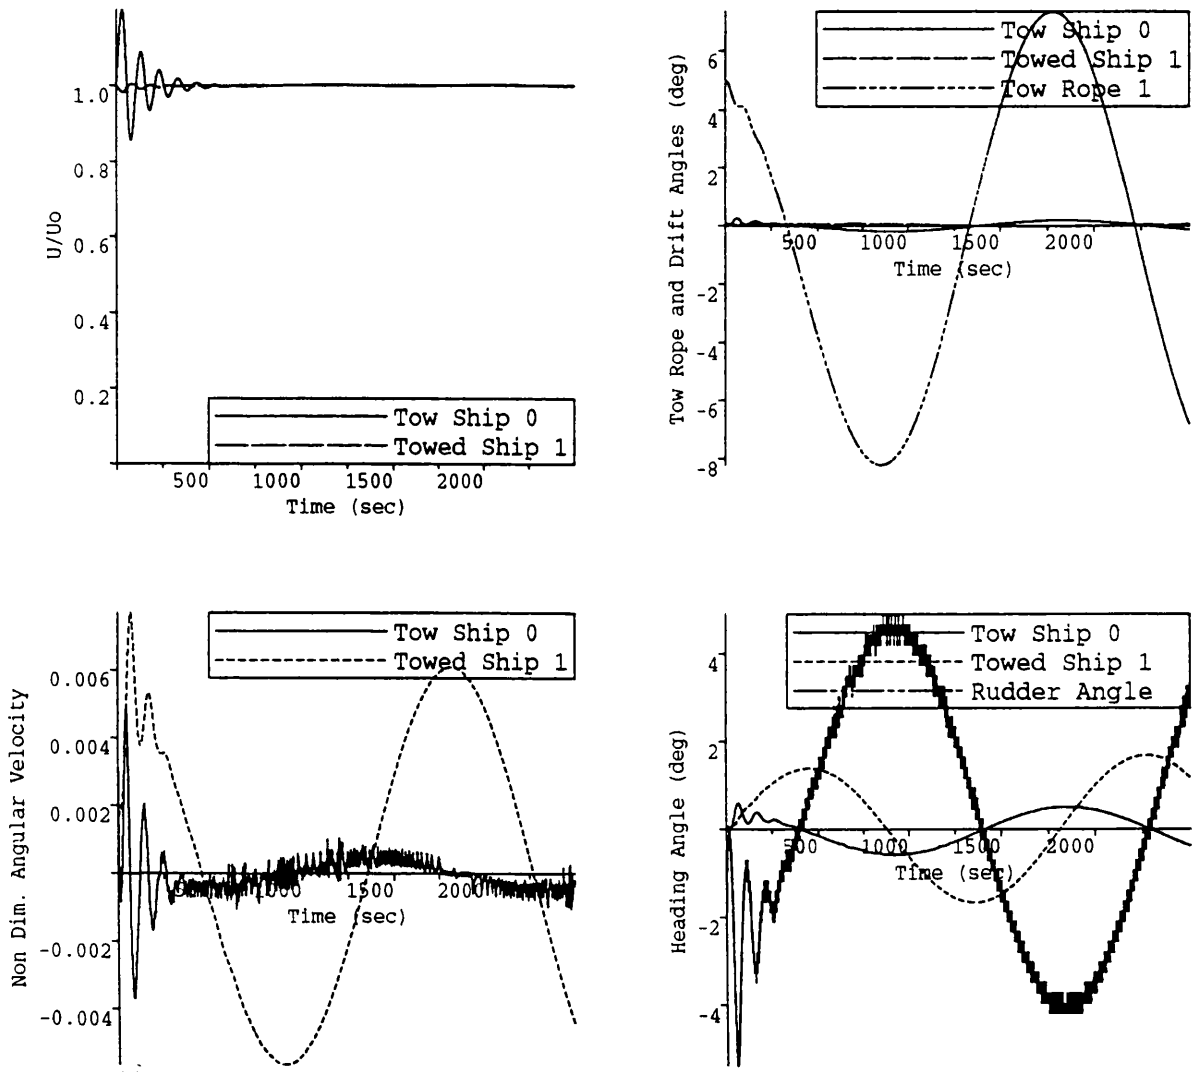 U/Uo
1.0
0.8
0.6
0.4
0.2
Tow Ship 0
Towed Ship 1
500 1000 1500 2000
Time (sec)
Tow Rope and Drift Angles (deg)
6
4
2
-2
-4
-6
-8
Tow Ship 0
Towed Ship 1
Tow Rope 1
500 1000 1500 2000
Time (sec)
Non Dim. Angular Velocity
0.006
0.004
0.002
-0.002
-0.004
Tow Ship 0
Towed Ship 1
500 1000 1500 2000
Time (sec)
Heading Angle (deg)
4
2
-2
-4
Tow Ship 0
Towed Ship 1
Rudder Angle
500 1000 1500 2000
Time (sec)